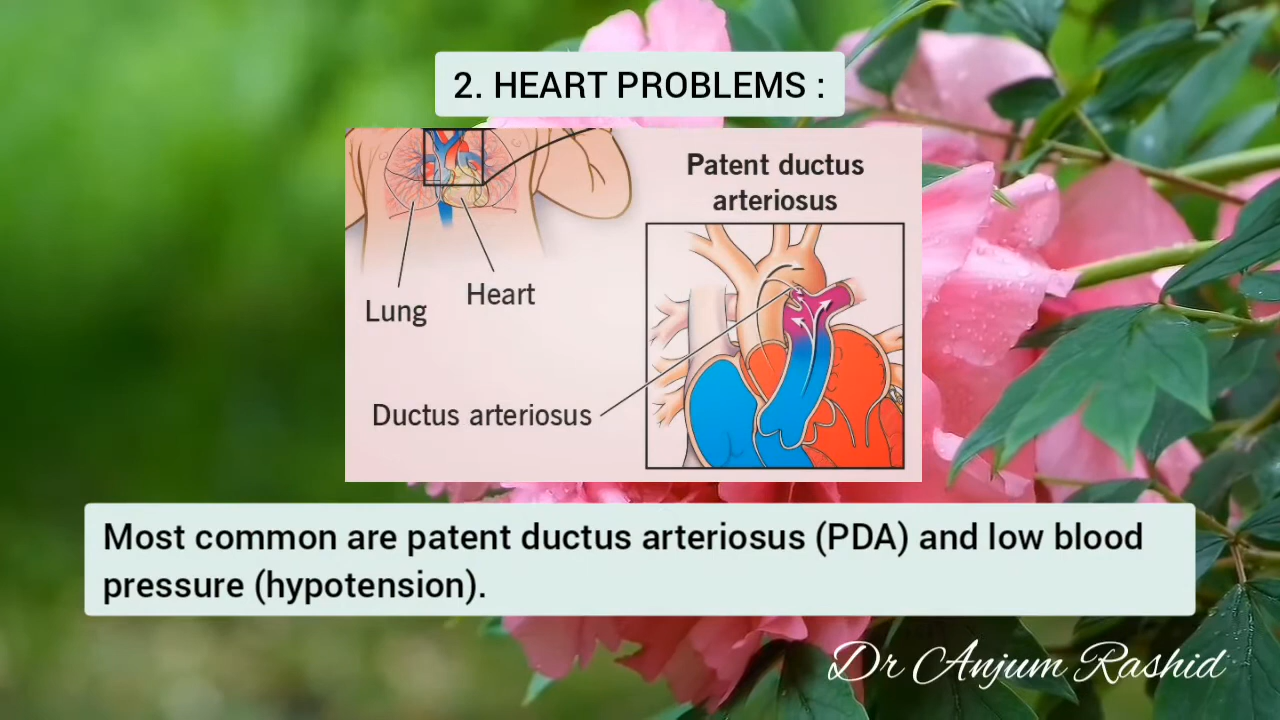 2. HEART PROBLEMS :
Patent ductus
arteriosus
Lung
Heart
Ductus arteriosus
Most common are patent ductus arteriosus (PDA) and low blood
pressure (hypotension).
Dr Anjum Rashid